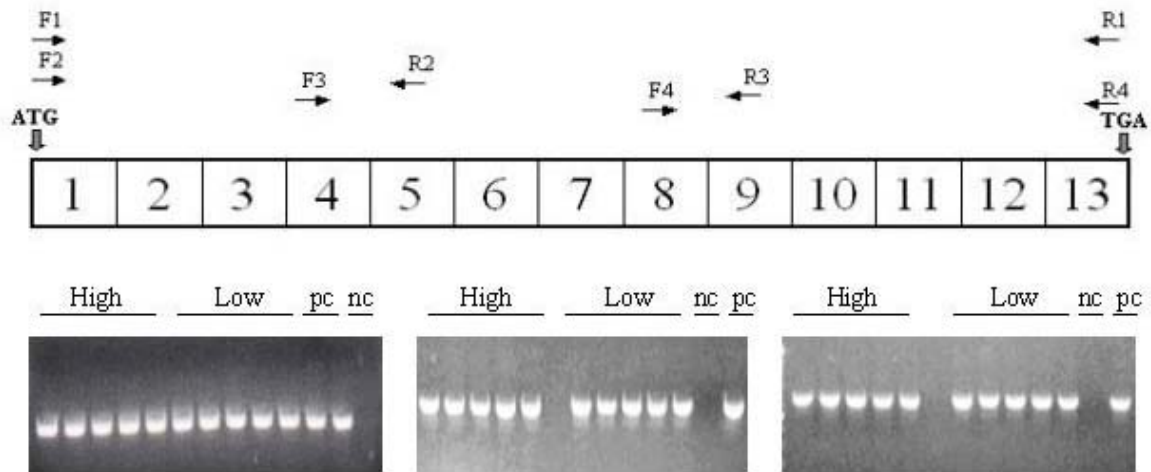 F1 R1
F2 F3 R2 F4 R3 R4
ATG TGA
1 2 3 4 5 6 7 8 9 10 11 12 13
High Low pc nc High Low nc pc High Low nc pc